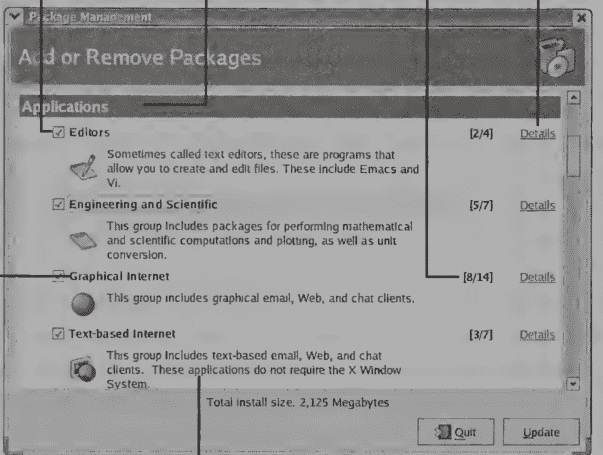 Package Management
Add or Remove Packages
Applications
Editors [2/4] Details
Sometimes called text editors, these are programs that
allow you to create and edit files. These include Emacs and
Vi.
Engineering and Scientific [5/7] Details
This group includes packages for performing mathematical
and scientific computations and plotting, as well as unit
conversion.
Graphical Internet [8/14] Details
This group includes graphical email, Web, and chat clients.
Text-based Internet [3/7] Details
This group includes text-based email, Web, and chat
clients. These applications do not require the X Window
System.
Total install size. 2,125 Megabytes
Quit Update